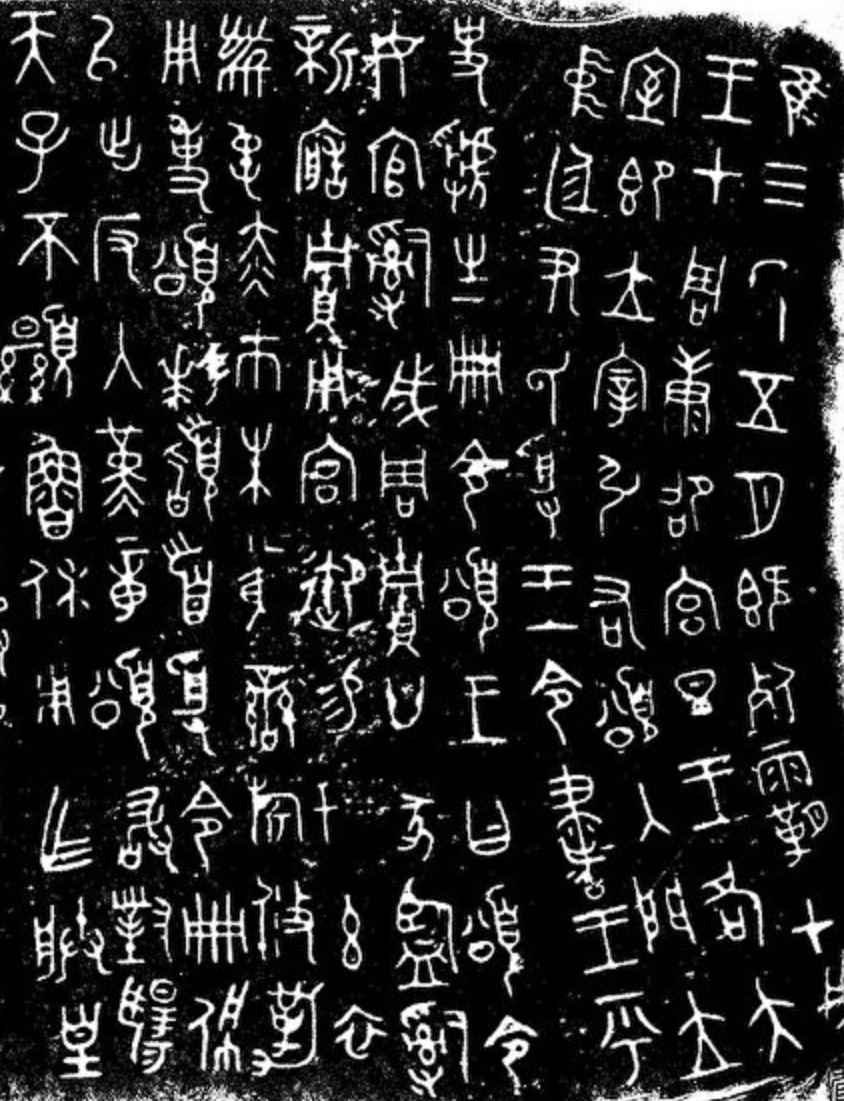 隹三年五月既死霸甲戌
王才周康卲宮旦王各大
室即立宰引右頌入門立
中廷尹氏受王令書王乎
史虢生冊令頌王曰頌令
女官𤔲成周貯廿家監𤔲
新造貯用宮御易女玄衣
黹屯赤巿朱黃䜌旂攸勒
用事頌拜䭫首受令冊佩
以出反入堇章頌敢對揚
天子不顯魯休用乍朕皇